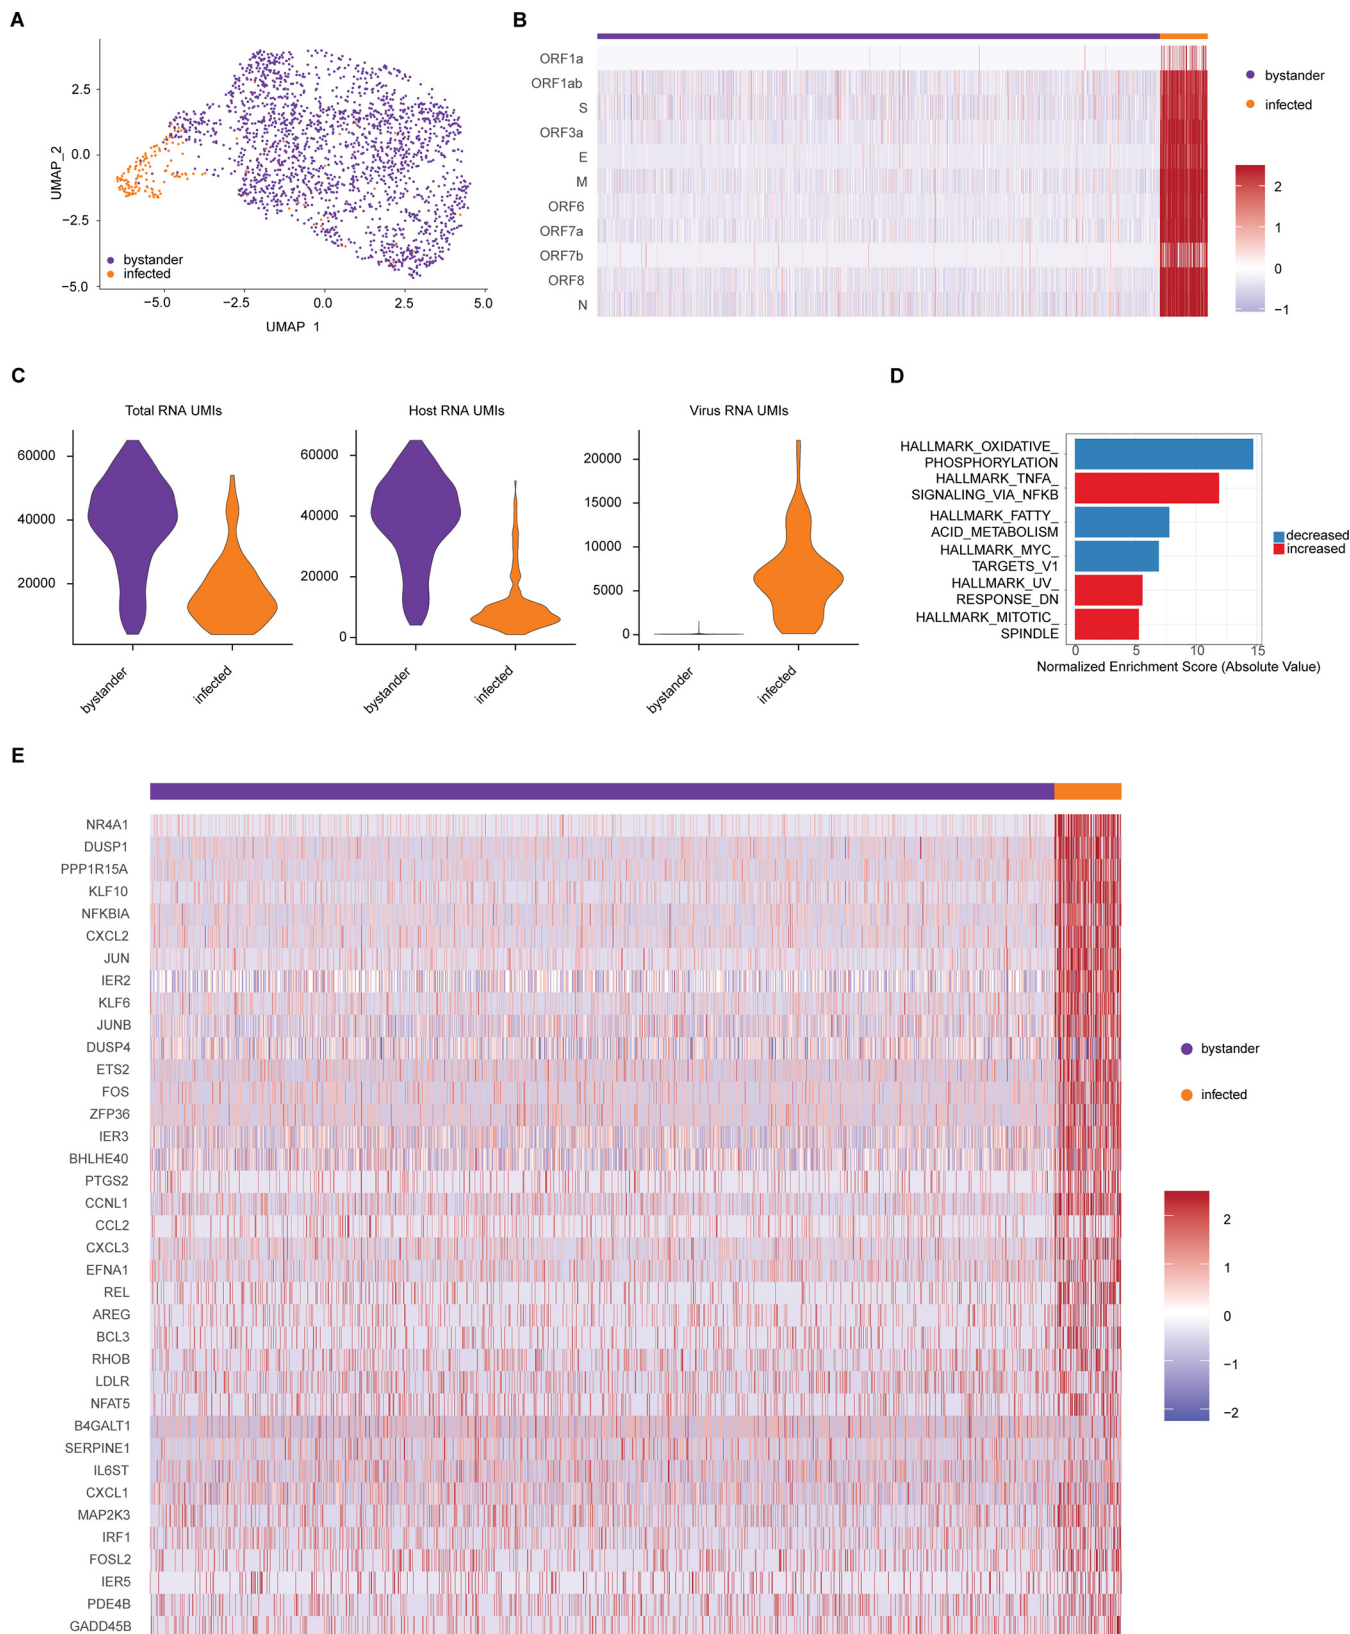 A
2.5
0.0
−2.5
−5.0
UMAP_2
bystander
infected
−5.0
−2.5
0.0
2.5
5.0
UMAP_1
B
ORF1a
ORF1ab
S
ORF3a
E
M
ORF6
ORF7a
ORF7b
ORF8
N
bystander
infected
2
1
0
−1
C
Total RNA UMIs
60000
40000
20000
bystander
infected
Host RNA UMIs
60000
40000
20000
0
bystander
infected
Virus RNA UMIs
20000
15000
10000
5000
0
bystander
infected
D
HALLMARK_OXIDATIVE_
PHOSPHORYLATION
HALLMARK_TNFA_
SIGNALING_VIA_NFKB
HALLMARK_FATTY_
ACID_METABOLISM
HALLMARK_MYC_
TARGETS_V1
HALLMARK_UV_
RESPONSE_DN
HALLMARK_MITOTIC_
SPINDLE
0
5
10
15
Normalized Enrichment Score (Absolute Value)
decreased
increased
E
NR4A1
DUSP1
PPP1R15A
KLF10
NFKBIA
CXCL2
JUN
IER2
KLF6
JUNB
DUSP4
ETS2
FOS
ZFP36
IER3
BHLHE40
PTGS2
CCNL1
CCL2
CXCL3
EFNA1
REL
AREG
BCL3
RHOB
LDLR
NFAT5
B4GALT1
SERPINE1
IL6ST
CXCL1
MAP2K3
IRF1
FOSL2
IER5
PDE4B
GADD45B
bystander
infected
2
1
0
−1
−2